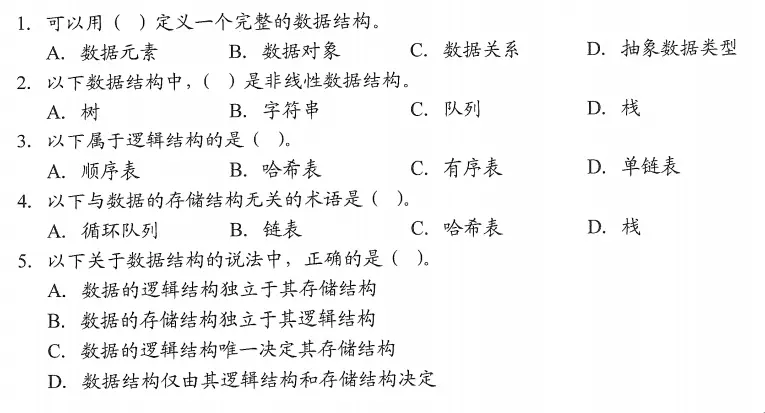 1. 可以用（ ）定义一个完整的数据结构。
A. 数据元素 B. 数据对象 C. 数据关系 D. 抽象数据类型
2. 以下数据结构中，（ ）是非线性数据结构。
A. 树 B. 字符串 C. 队列 D. 栈
3. 以下属于逻辑结构的是（ ）。
A. 顺序表 B. 哈希表 C. 有序表 D. 单链表
4. 以下与数据的存储结构无关的术语是（ ）。
A. 循环队列 B. 链表 C. 哈希表 D. 栈
5. 以下关于数据结构的说法中，正确的是（ ）。
A. 数据的逻辑结构独立于其存储结构
B. 数据的存储结构独立于其逻辑结构
C. 数据的逻辑结构唯一决定其存储结构
D. 数据结构仅由其逻辑结构和存储结构决定